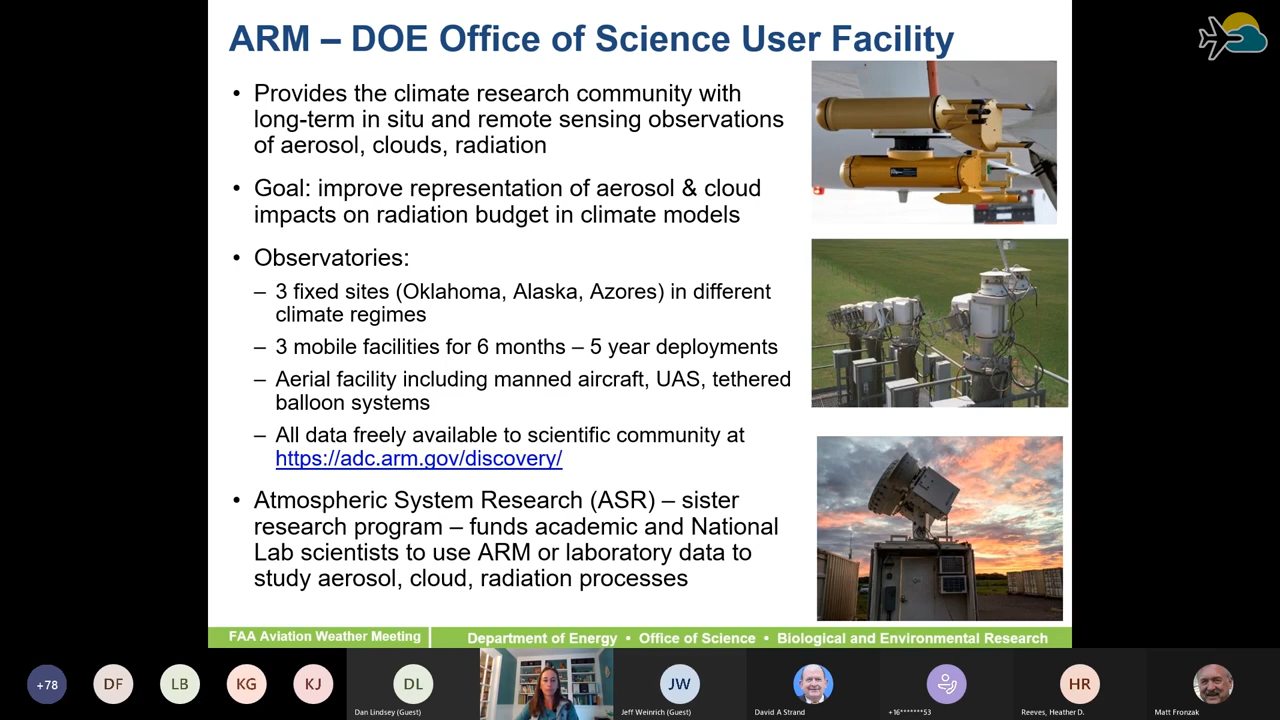 ARM – DOE Office of Science User Facility
• Provides the climate research community with
long-term in situ and remote sensing observations
of aerosol, clouds, radiation
• Goal: improve representation of aerosol & cloud
impacts on radiation budget in climate models
• Observatories:
– 3 fixed sites (Oklahoma, Alaska, Azores) in different
climate regimes
– 3 mobile facilities for 6 months – 5 year deployments
– Aerial facility including manned aircraft, UAS, tethered
balloon systems
– All data freely available to scientific community at
https://adc.arm.gov/discovery/
• Atmospheric System Research (ASR) – sister
research program – funds academic and National
Lab scientists to use ARM or laboratory data to
study aerosol, cloud, radiation processes
FAA Aviation Weather Meeting
Department of Energy • Office of Science • Biological and Environmental Research
+78
DF
LB
KG
KJ
DL
JW
HR
Dan Lindsey (Guest)
Jeff Weinrich (Guest)
David A Strand
+16*******53
Reeves, Heather D.
Matt Fronzak